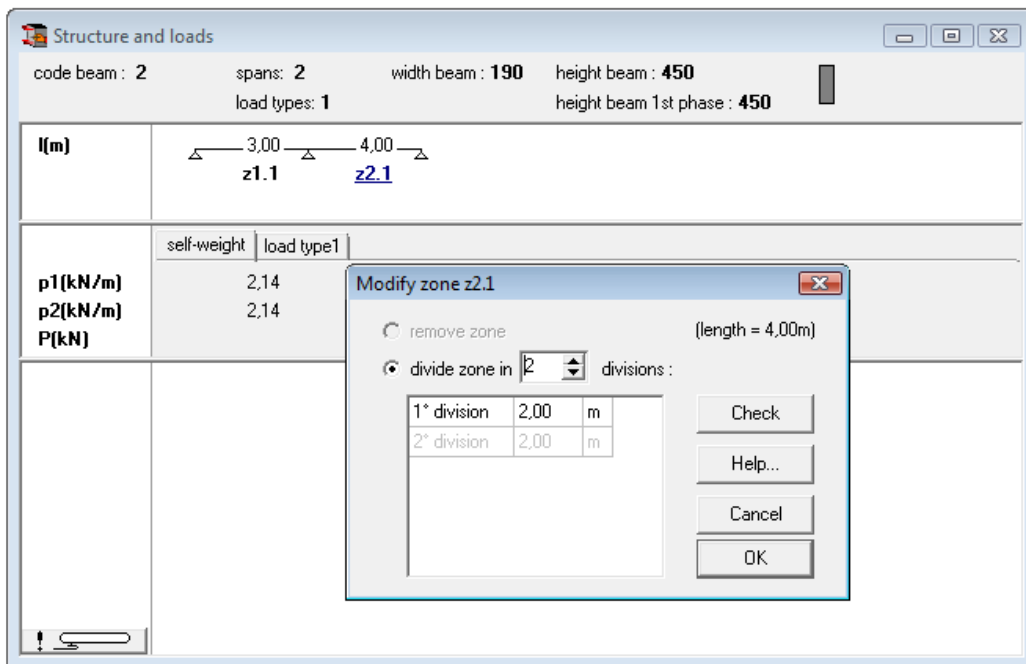 Structure and loads
code beam : 2 spans: 2 width beam : 190 height beam : 450
load types: 1 height beam 1st phase : 450
l(m) 3,00 4,00
z1.1 z2.1
self-weight load type1
p1(kN/m) 2,14
p2(kN/m) 2,14
P(kN)
Modify zone z2.1
remove zone (length = 4,00m)
divide zone in 2 divisions :
1° division 2,00 m
2° division 2,00 m
Check
Help...
Cancel
OK
!